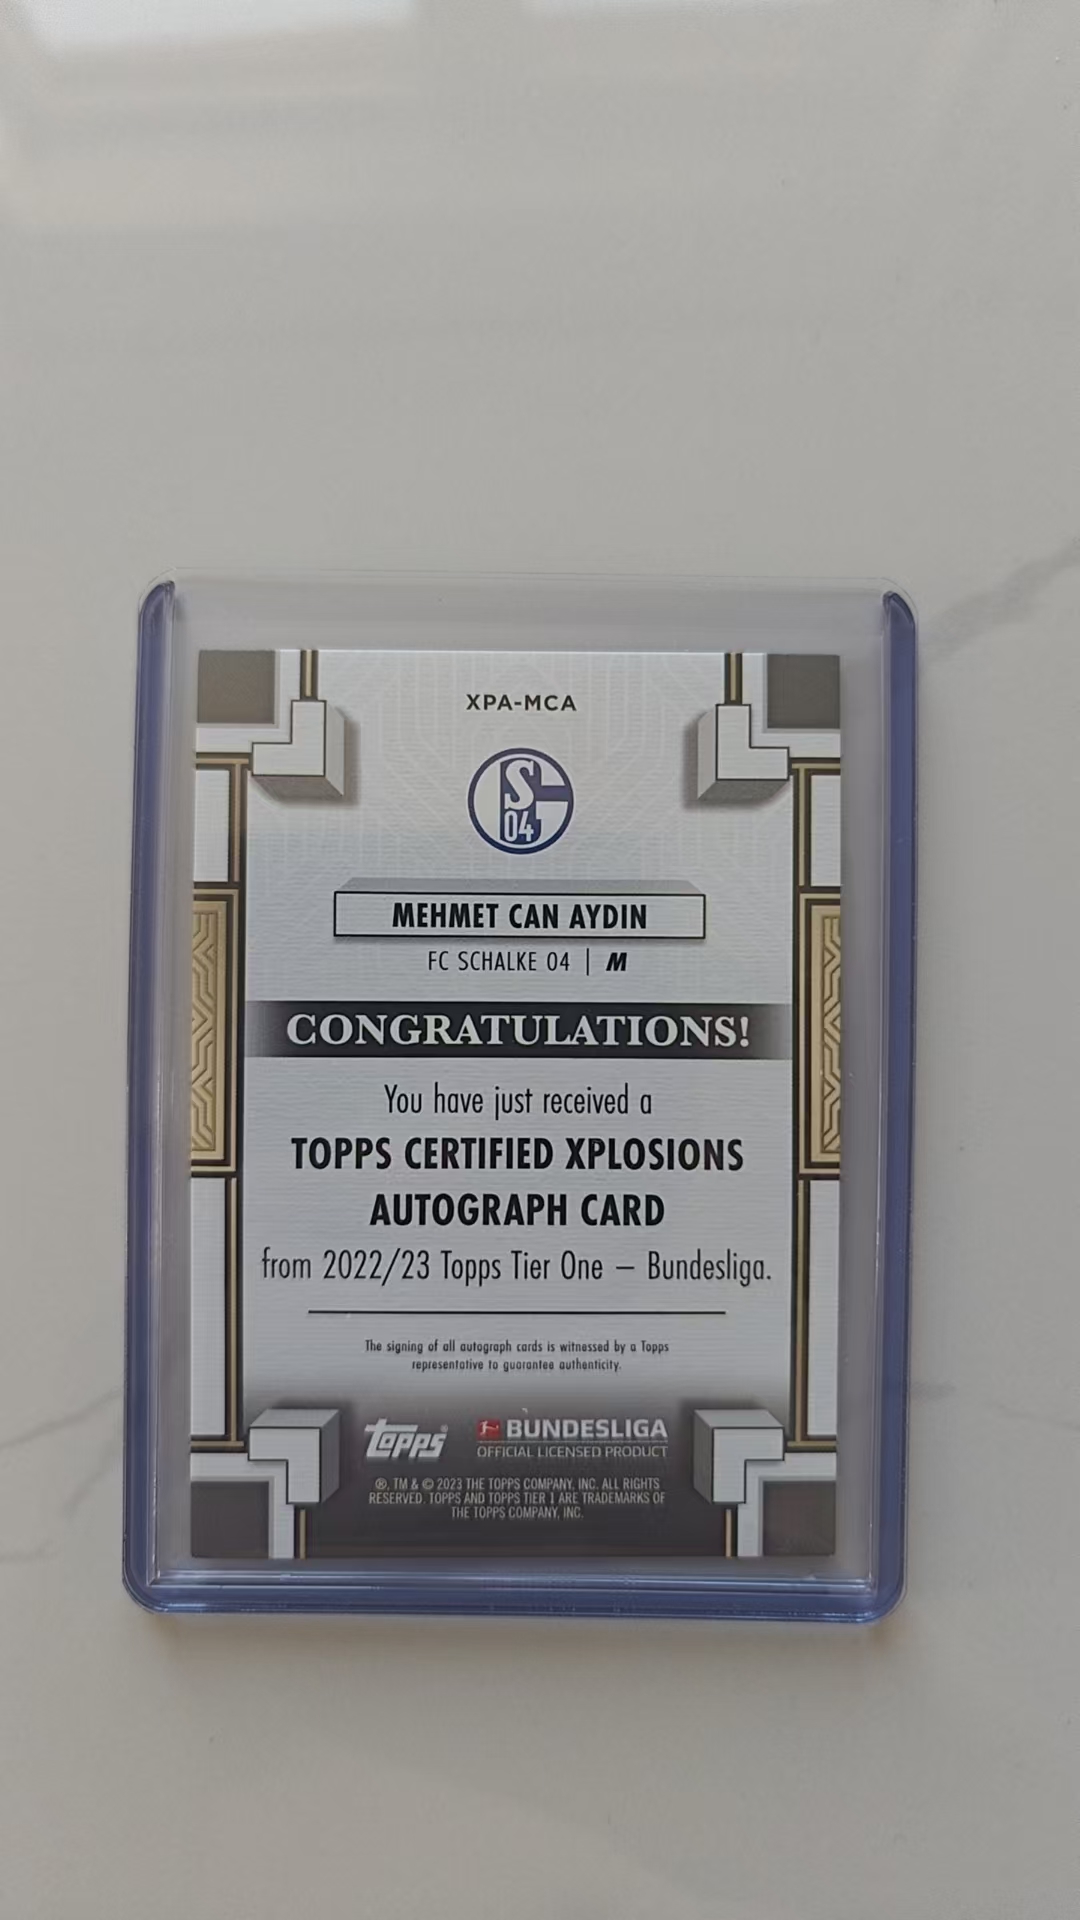 XPA-MCA
S
04
MEHMET CAN AYDIN
FC SCHALKE 04 | M
CONGRATULATIONS!
You have just received a
TOPPS CERTIFIED XPLOSIONS
AUTOGRAPH CARD
from 2022/23 Topps Tier One – Bundesliga.
The signing of all autograph cards is witnessed by a Topps
representative to guarantee authenticity.
topps® BUNDESLIGA
OFFICIAL LICENSED PRODUCT
®, TM & © 2023 THE TOPPS COMPANY, INC. ALL RIGHTS
RESERVED. TOPPS AND TOPPS TIER 1 ARE TRADEMARKS OF
THE TOPPS COMPANY, INC.